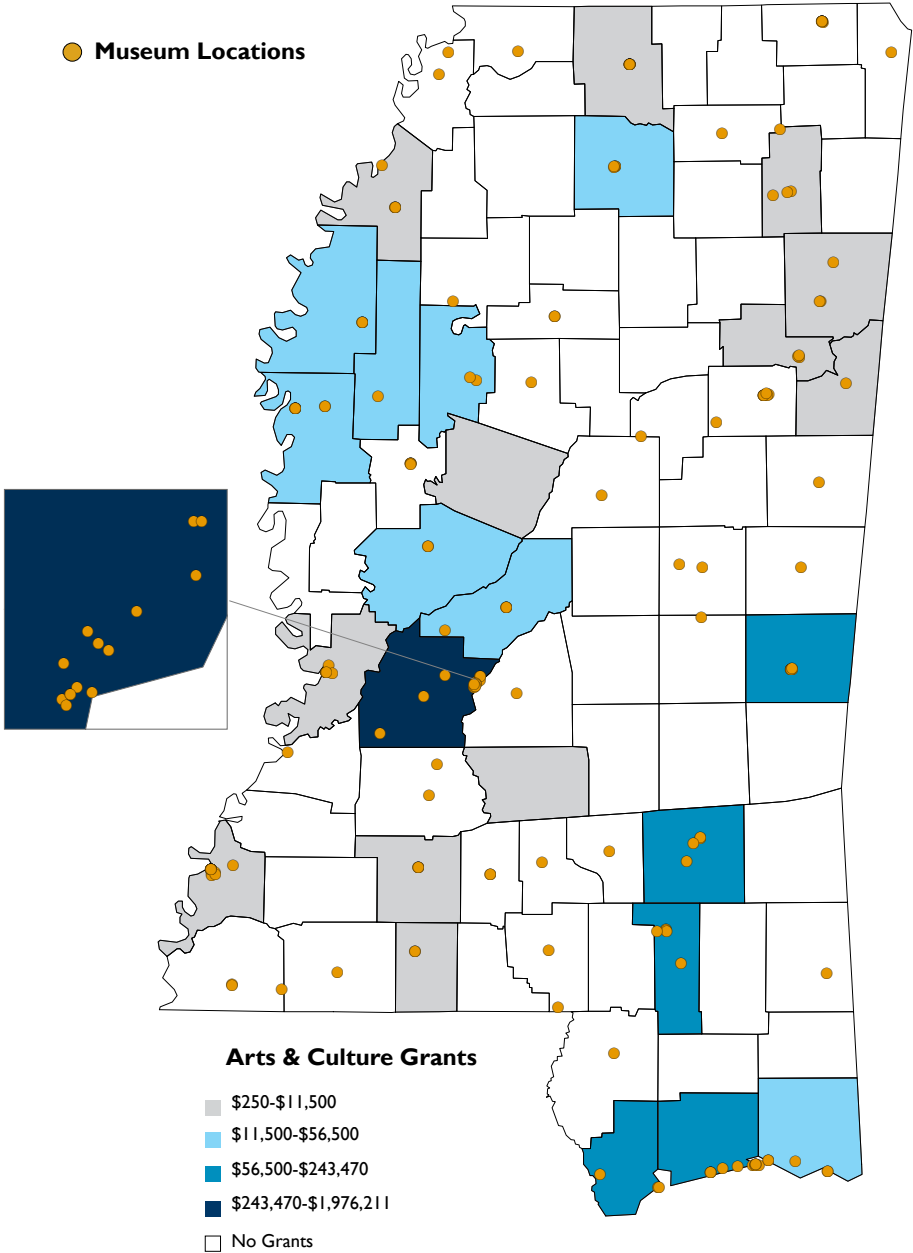 Museum Locations
Arts & Culture Grants
$250-$11,500
$11,500-$56,500
$56,500-$243,470
$243,470-$1,976,211
No Grants